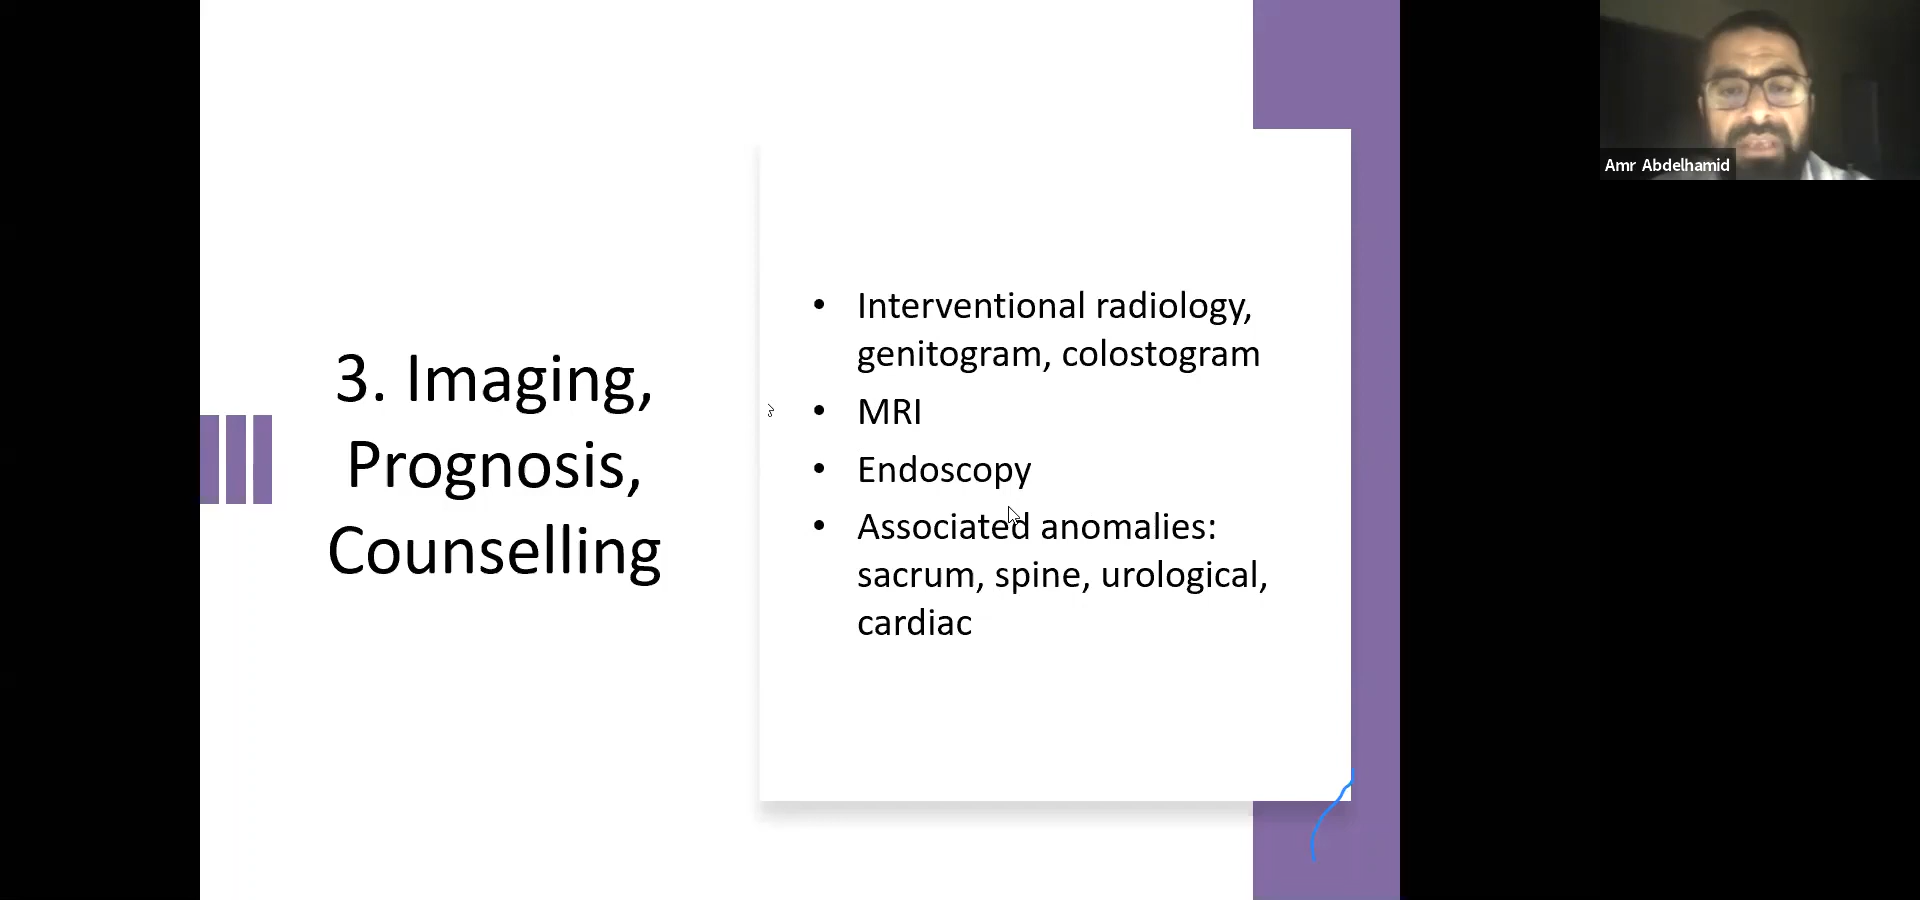 3. Imaging,
Prognosis,
Counselling
• Interventional radiology,
genitogram, colostogram
• MRI
• Endoscopy
• Associated anomalies:
sacrum, spine, urological,
cardiac
Amr Abdelhamid